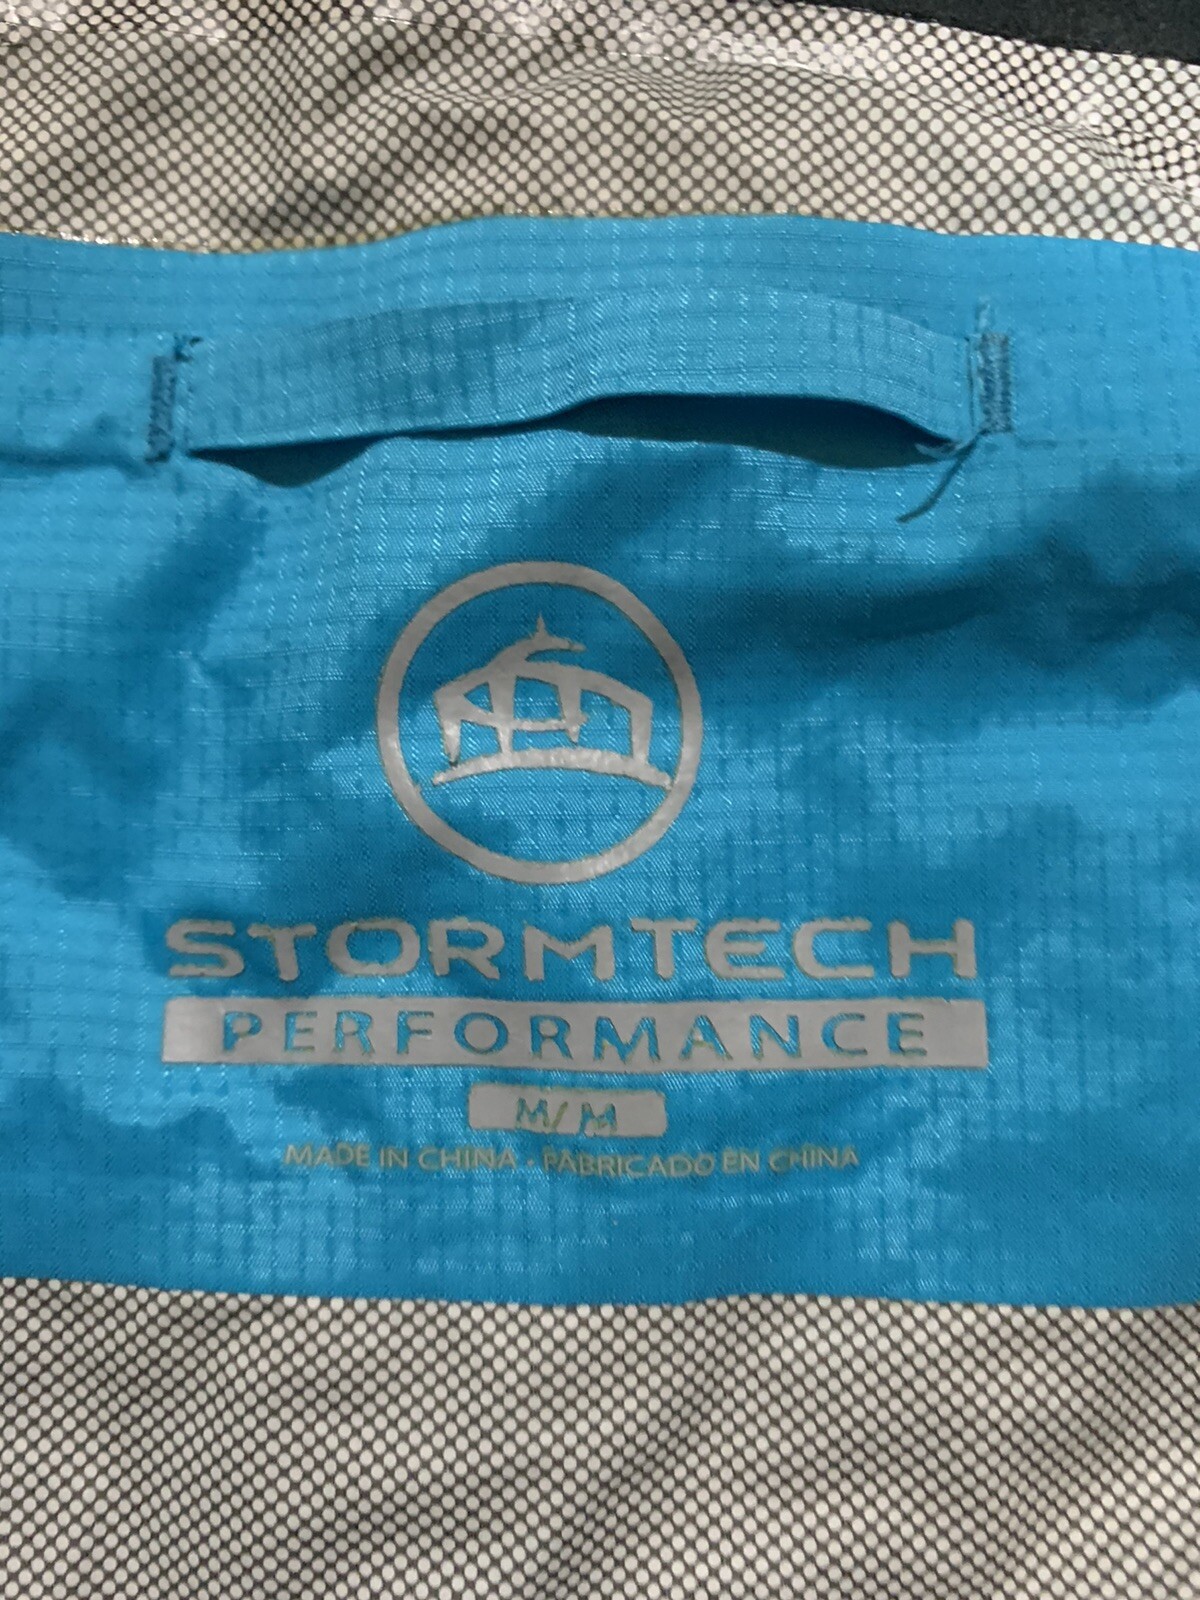 STORMTECH
PERFORMANCE
M/M
MADE IN CHINA • FABRICADO EN CHINA